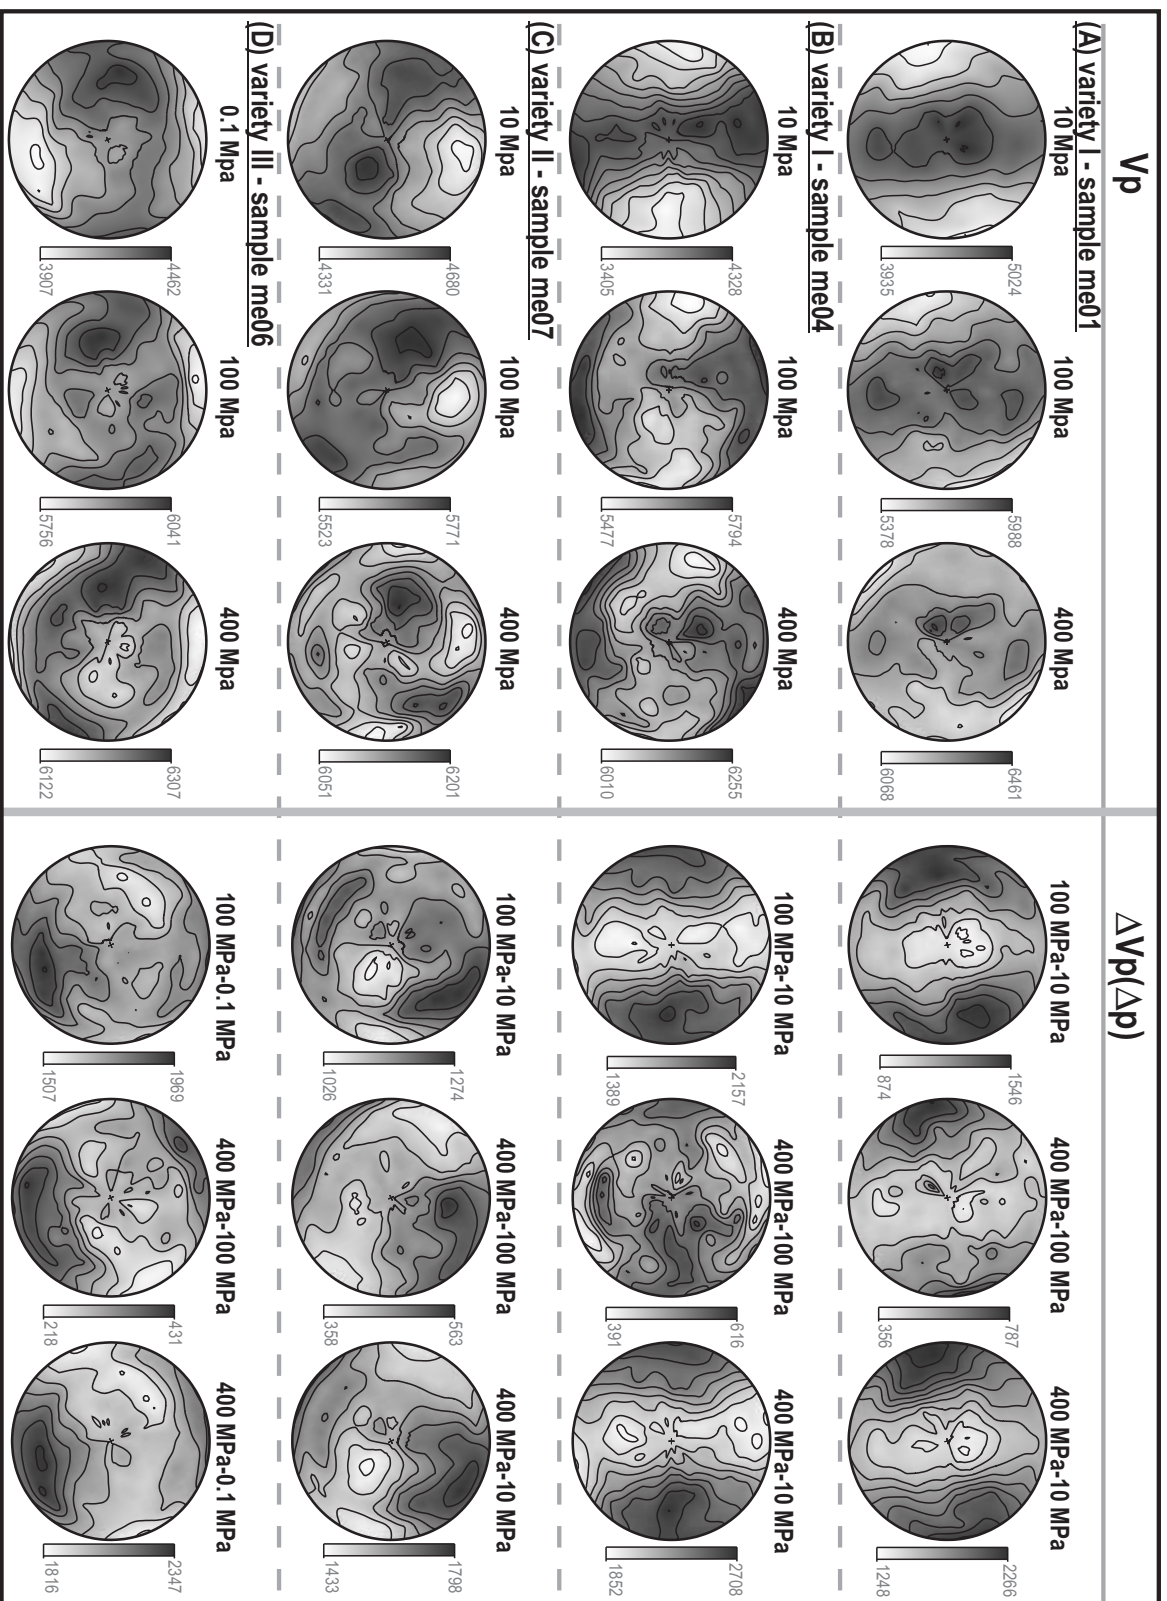 Vp
ΔVp(Δp)
(A) variety I - sample me01
10 Mpa
100 Mpa
400 Mpa
100 MPa-10 MPa
400 MPa-100 MPa
400 MPa-10 MPa
3935 5024
5378 5988
6068 6461
874 1546
356 787
1248 2266
(B) variety I - sample me04
10 Mpa
100 Mpa
400 Mpa
100 MPa-10 MPa
400 MPa-100 MPa
400 MPa-10 MPa
3405 4328
5477 5794
6010 6255
1389 2157
391 616
1852 2708
(C) variety II - sample me07
10 Mpa
100 Mpa
400 Mpa
100 MPa-10 MPa
400 MPa-100 MPa
400 MPa-10 MPa
4331 4680
5523 5771
6051 6201
1026 1274
358 563
1433 1798
(D) variety III - sample me06
0.1 Mpa
100 Mpa
400 Mpa
100 MPa-0.1 MPa
400 MPa-100 MPa
400 MPa-0.1 MPa
3907 4462
5756 6041
6122 6307
1507 1969
218 431
1816 2347